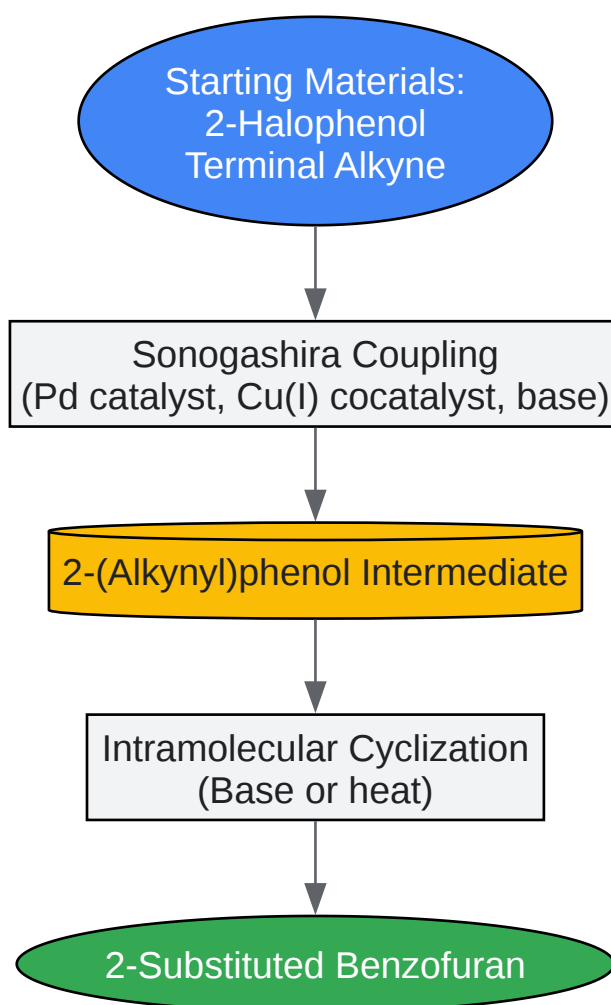 Starting Materials:
2-Halophenol
Terminal Alkyne
Sonogashira Coupling
(Pd catalyst, Cu(I) cocatalyst, base)
2-(Alkynyl)phenol Intermediate
Intramolecular Cyclization
(Base or heat)
2-Substituted Benzofuran